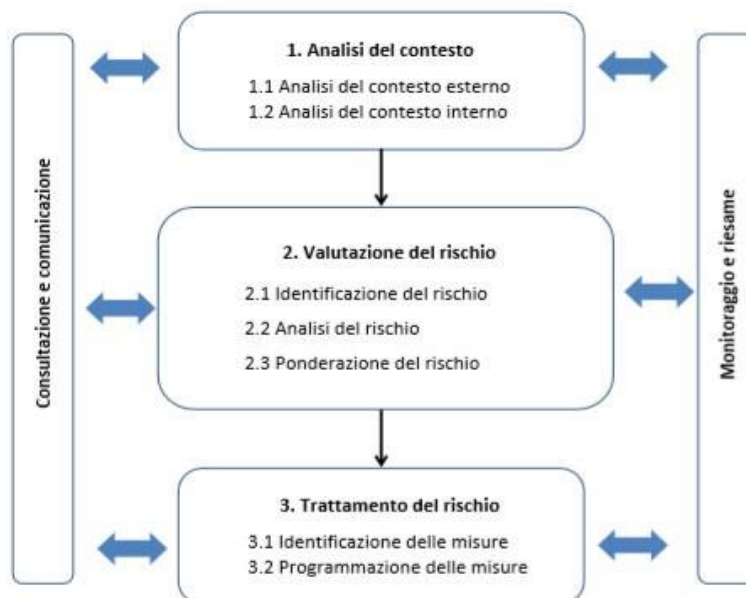 Consultazione e comunicazione
1. Analisi del contesto
1.1 Analisi del contesto esterno
1.2 Analisi del contesto interno
2. Valutazione del rischio
2.1 Identificazione del rischio
2.2 Analisi del rischio
2.3 Ponderazione del rischio
3. Trattamento del rischio
3.1 Identificazione delle misure
3.2 Programmazione delle misure
Monitoraggio e riesame